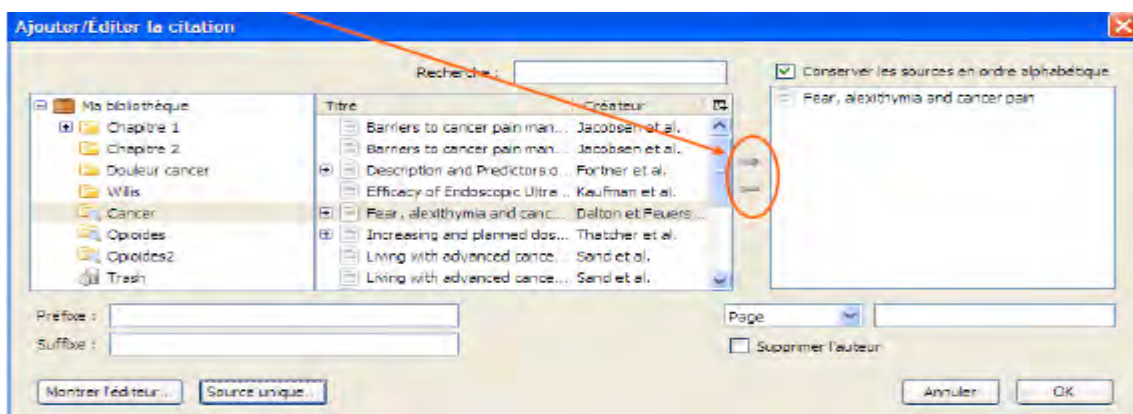 Ajouter/Éditer la citation
Recherche :
Conserver les sources en ordre alphabétique
Ma bibliothèque
Chapitre 1
Chapitre 2
Douleur cancer
Willis
Cancer
Opioides
Opioides2
Trash
Titre Créateur
Barriers to cancer pain man... Jacobsen et al.
Barriers to cancer pain man... Jacobsen et al.
Description and Predictors o... Fortner et al.
Efficacy of Endoscopic Ultra... Kaufman et al.
Fear, alexithymia and canc... Dalton et Feuers...
Increasing and planned dos... Thatcher et al.
Living with advanced cance... Sand et al.
Living with advanced cance... Sand et al.
Fear, alexithymia and cancer pain
Préfixe :
Suffixe :
Page
Supprimer l'auteur
Montrer l'éditeur... Source unique... Annuler OK